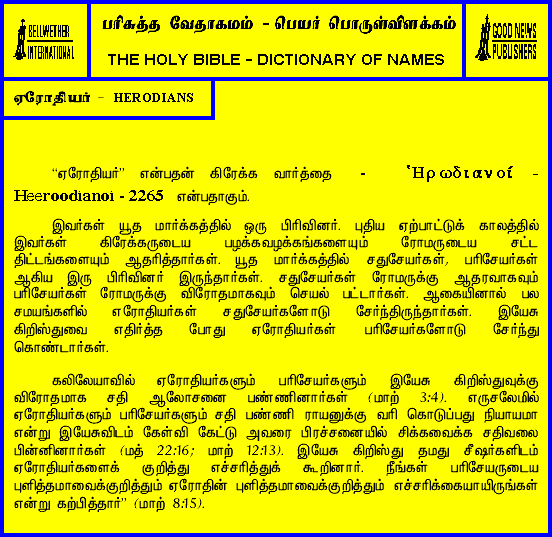 BELLWETHER
INTERNATIONAL
பரிசுத்த வேதாகமம் - பெயர் பொருள்விளக்கம்
THE HOLY BIBLE - DICTIONARY OF NAMES
GOOD NEWS
PUBLISHERS
ஏரோதியர் - HERODIANS
“ஏரோதியர்” என்பதன் கிரேக்க வார்த்தை - Ἡρωδιανοί -
Heeroodianoi - 2265 என்பதாகும்.
இவர்கள் யூத மார்க்கத்தில் ஒரு பிரிவினர். புதிய ஏற்பாட்டுக் காலத்தில்
இவர்கள் கிரேக்கருடைய பழக்கவழக்கங்களையும் ரோமருடைய சட்ட
திட்டங்களையும் ஆதரித்தார்கள். யூத மார்க்கத்தில் சதுசேயர்கள், பரிசேயர்கள்
ஆகிய இரு பிரிவினர் இருந்தார்கள். சதுசேயர்கள் ரோமருக்கு ஆதரவாகவும்
பரிசேயர்கள் ரோமருக்கு விரோதமாகவும் செயல் பட்டார்கள். ஆகையினால் பல
சமயங்களில் எரோதியர்கள் சதுசேயர்களோடு சேர்ந்திருந்தார்கள். இயேசு
கிறிஸ்துவை எதிர்த்த போது ஏரோதியர்கள் பரிசேயர்களோடு சேர்ந்து
கொண்டார்கள்.
கலிலேயாவில் ஏரோதியர்களும் பரிசேயர்களும் இயேசு கிறிஸ்துவுக்கு
விரோதமாக சதி ஆலோசனை பண்ணினார்கள் (மாற் 3:4). எருசலேமில்
ஏரோதியர்களும் பரிசேயர்களும் சதி பண்ணி ராயனுக்கு வரி கொடுப்பது நியாயமா
என்று இயேசுவிடம் கேள்வி கேட்டு அவரை பிரச்சனையில் சிக்கவைக்க சதிவலை
பின்னினார்கள் (மத் 22:16; மாற் 12:13). இயேசு கிறிஸ்து தமது சீஷர்களிடம்
ஏரோதியர்களைக் குறித்து எச்சரித்துக் கூறினார். நீங்கள் பரிசேயருடைய
புளித்தமாவைக்குறித்தும் ஏரோதின் புளித்தமாவைக்குறித்தும் எச்சரிக்கையாயிருங்கள்
என்று கற்பித்தார்” (மாற் 8:15).